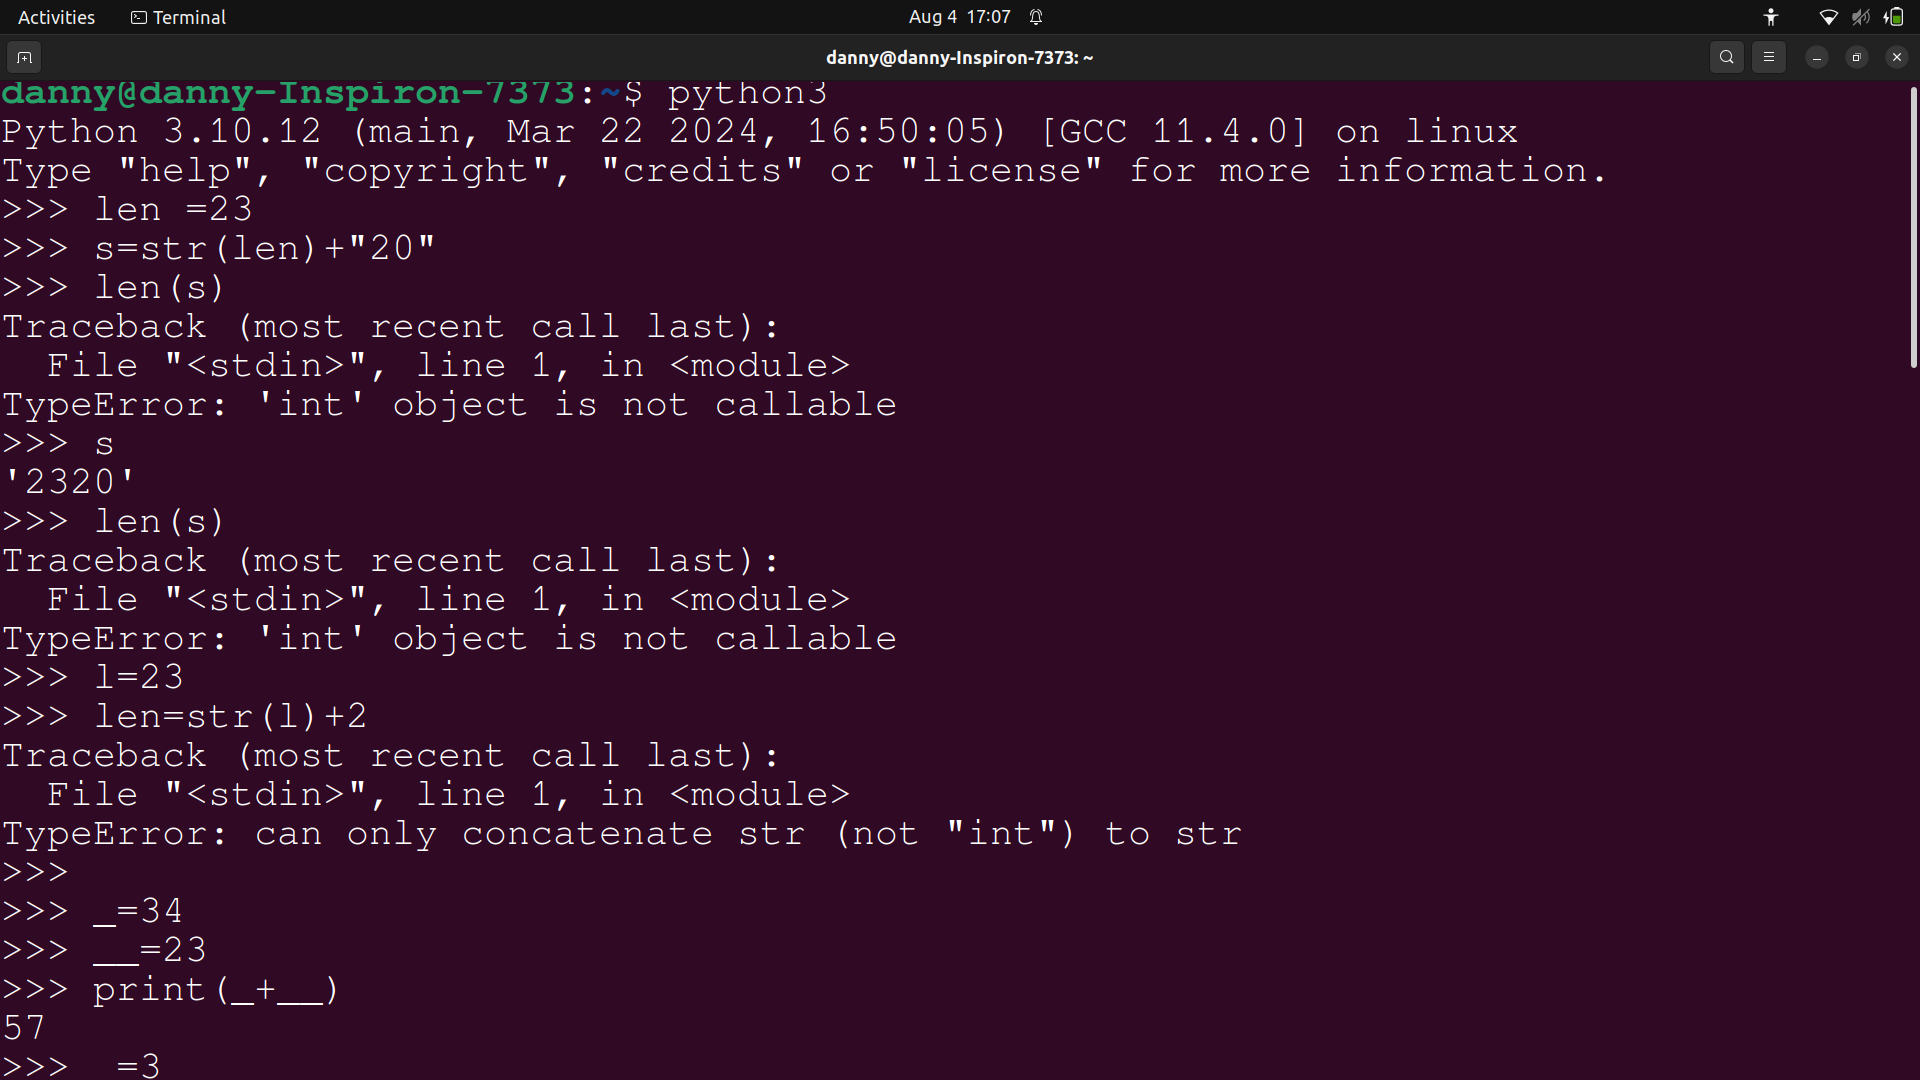 Activities Terminal Aug 4 17:07
danny@danny-Inspiron-7373: ~
danny@danny-Inspiron-7373:~$ python3
Python 3.10.12 (main, Mar 22 2024, 16:50:05) [GCC 11.4.0] on linux
Type "help", "copyright", "credits" or "license" for more information.
>>> len =23
>>> s=str(len)+"20"
>>> len(s)
Traceback (most recent call last):
  File "<stdin>", line 1, in <module>
TypeError: 'int' object is not callable
>>> s
'2320'
>>> len(s)
Traceback (most recent call last):
  File "<stdin>", line 1, in <module>
TypeError: 'int' object is not callable
>>> l=23
>>> len=str(l)+2
Traceback (most recent call last):
  File "<stdin>", line 1, in <module>
TypeError: can only concatenate str (not "int") to str
>>>
>>> _=34
>>> __=23
>>> print(_+__)
57
>>>  =3